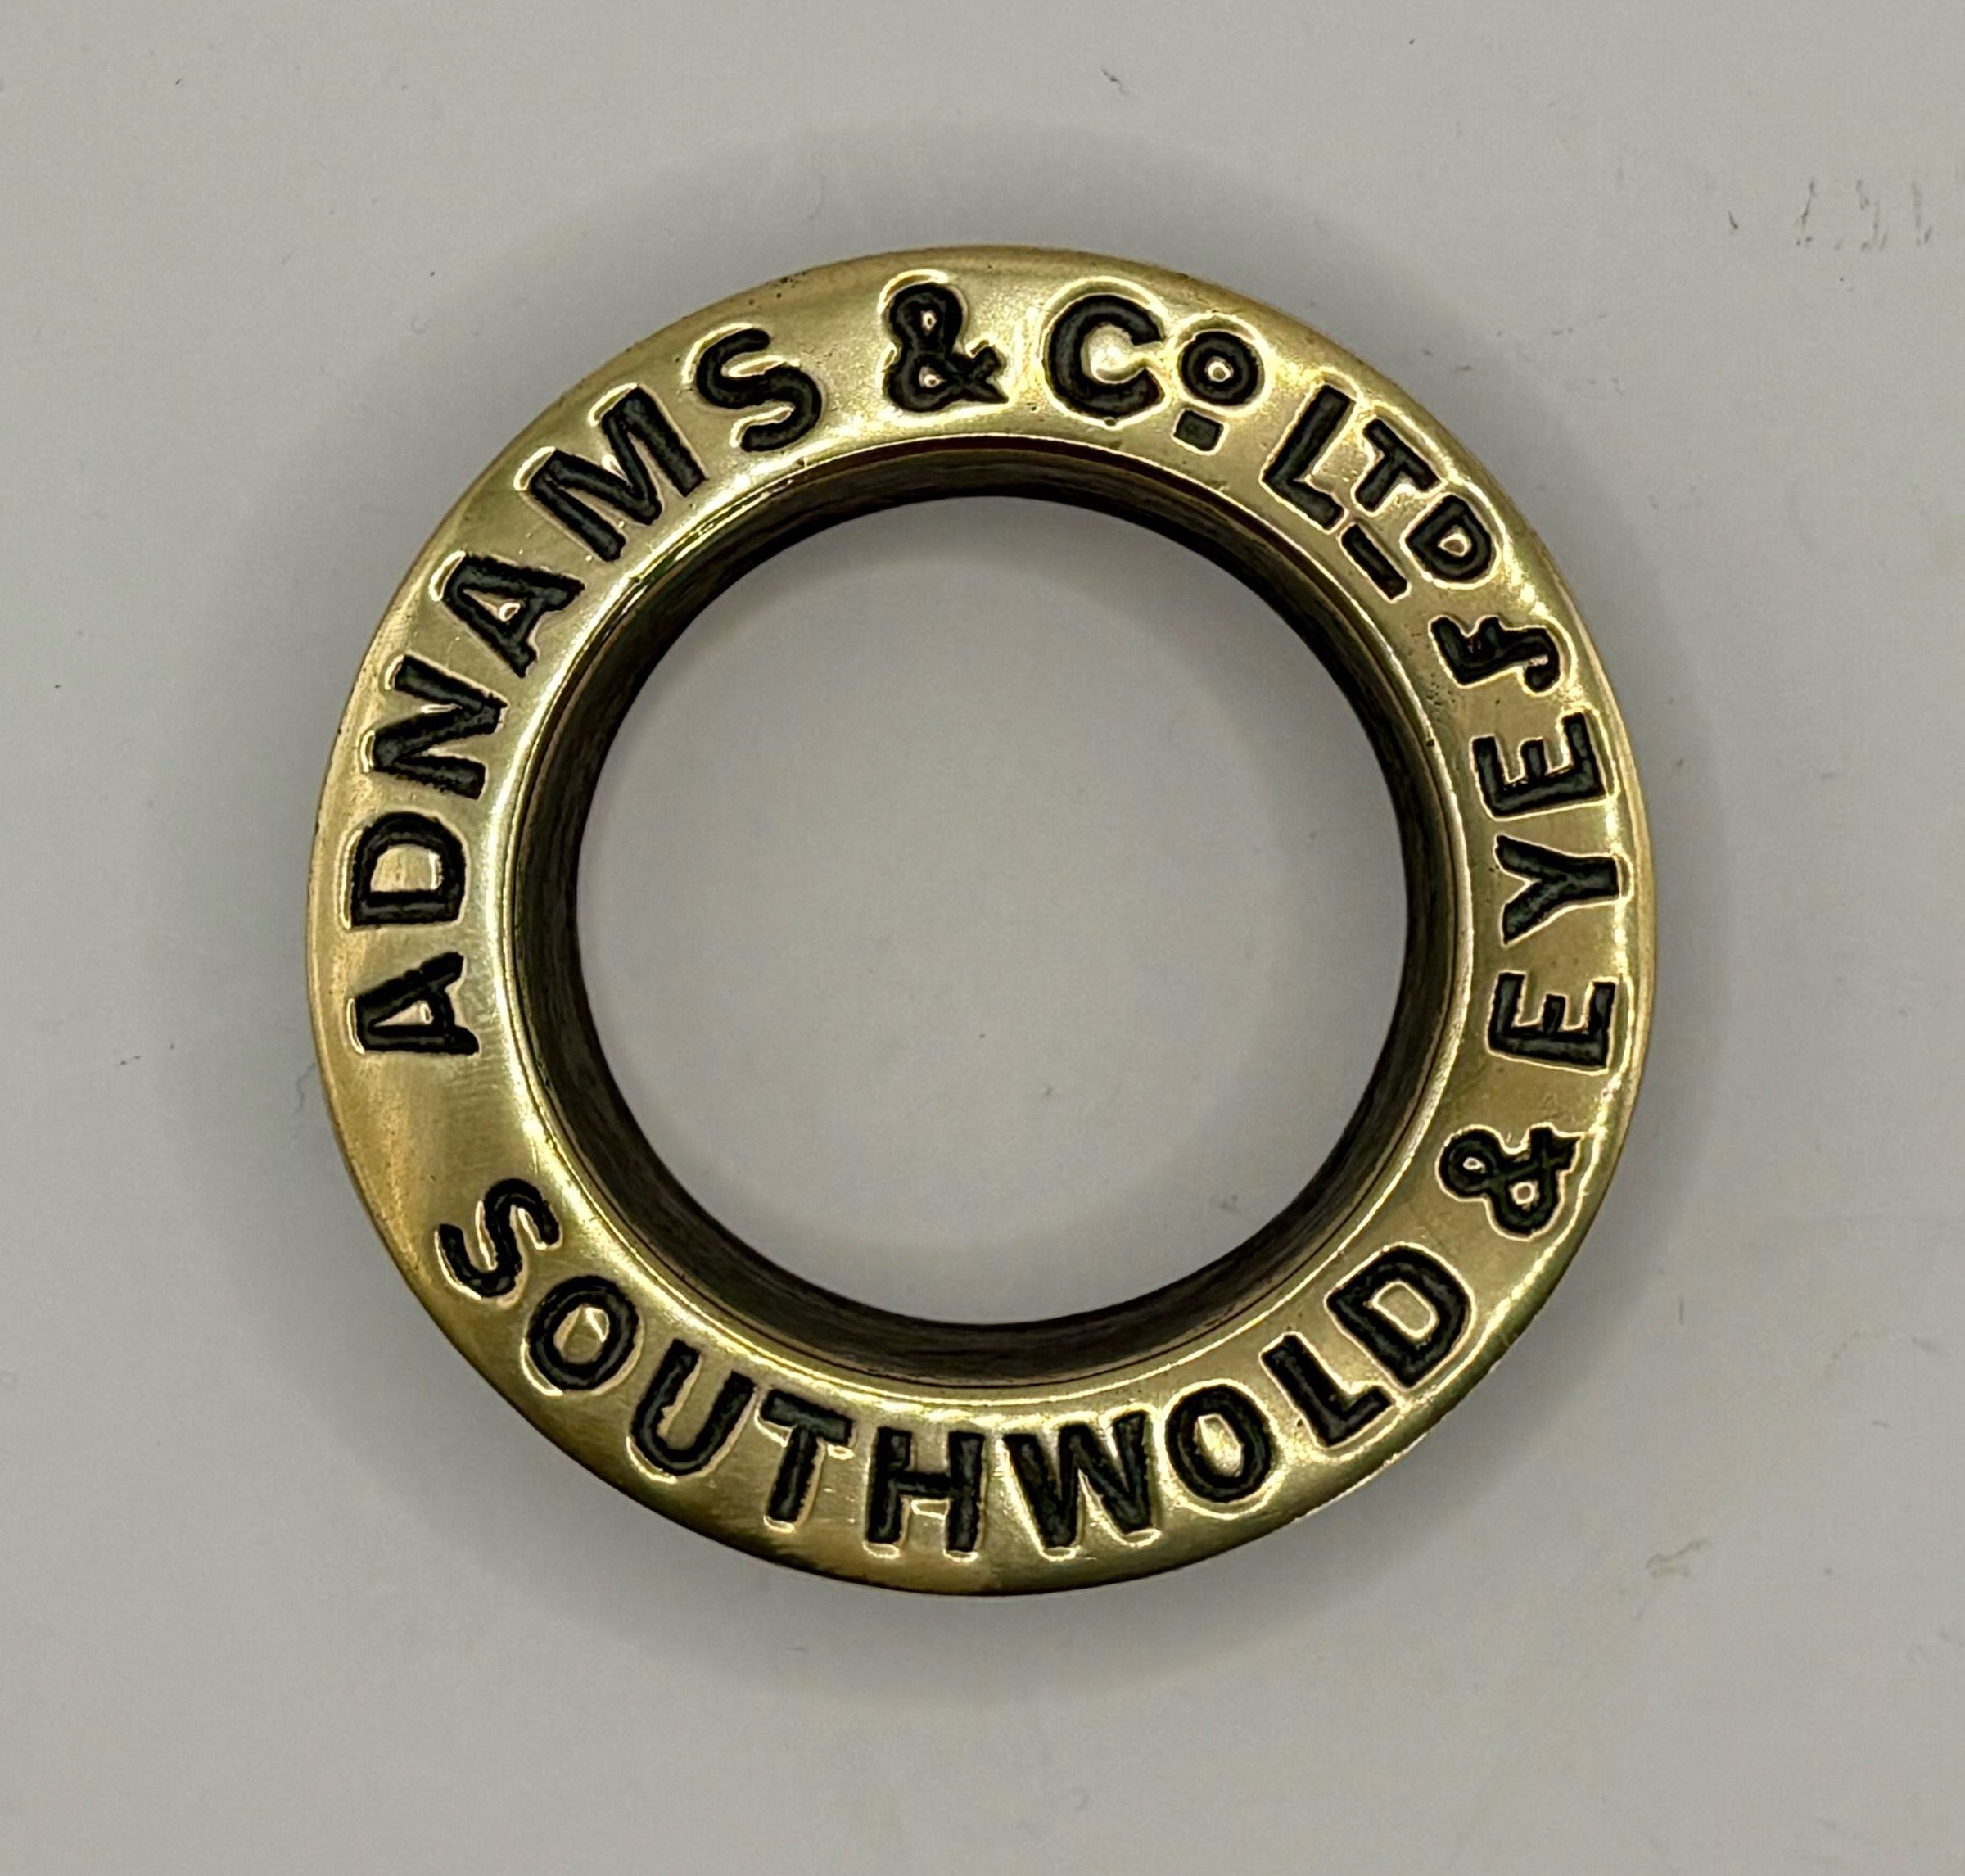 ADNAMS & Cº LTD
SOUTHWOLD & EYE